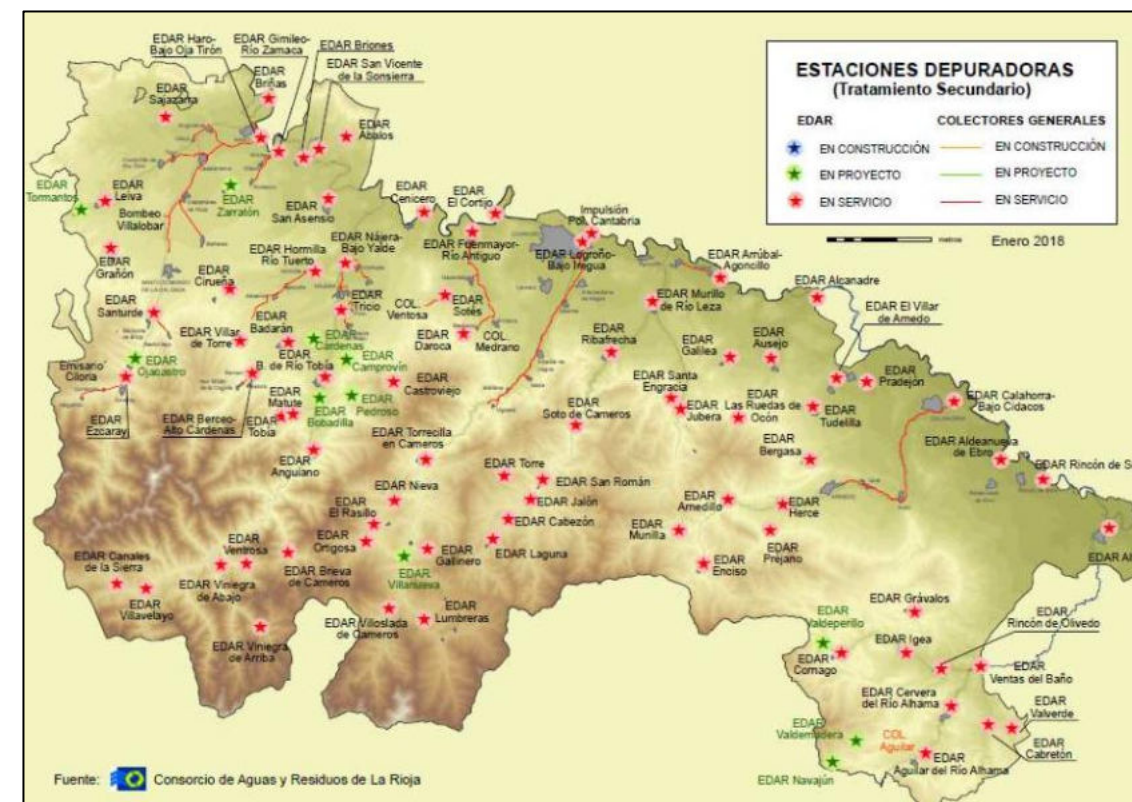 EDAR Haro-
Bajo Oja Tirón
EDAR Gimileo-
Río Zamaca
EDAR Briones
EDAR San Vicente
de la Sonsierra
EDAR
Briñas
EDAR
Sajazarra
EDAR
Ábalos
ESTACIONES DEPURADORAS
(Tratamiento Secundario)
EDAR
COLECTORES GENERALES
EN CONSTRUCCIÓN
EN CONSTRUCCIÓN
EN PROYECTO
EN PROYECTO
EN SERVICIO
EN SERVICIO
metros
Enero 2018
EDAR
Tormantos
EDAR
Leiva
EDAR
Zarratón
Bombeo
Villalobar
EDAR
San Asensio
EDAR
Cenicero
EDAR
El Cortijo
Impulsión
Pol. Cantabria
EDAR
Grañón
EDAR Hormilla
Río Tuerto
EDAR Nájera-
Bajo Yalde
EDAR Fuenmayor-
Río Antiguo
EDAR Logroño-
Bajo Iregua
EDAR Arrúbal-
Agoncillo
EDAR
Cirueña
EDAR
Santurde
EDAR
Tricio
COL.
Ventosa
EDAR
Sotés
EDAR Murillo
de Río Leza
EDAR Alcanadre
EDAR El Villar
de Arnedo
EDAR Villar
de Torre
EDAR
Badarán
EDAR
Cárdenas
EDAR
Daroca
COL.
Medrano
EDAR
Ribafrecha
EDAR
Galilea
EDAR
Ausejo
Emisario
Ciloria
EDAR
Ojacastro
EDAR
B. de Río Tobía
EDAR
Camprovín
EDAR
Castroviejo
EDAR
Pradejón
EDAR
Ezcaray
EDAR
Matute
EDAR
Bobadilla
EDAR
Pedroso
EDAR Santa
Engracia
EDAR
Jubera
EDAR
Las Ruedas de
Ocón
EDAR
Tudelilla
EDAR Calahorra-
Bajo Cidacos
EDAR Berceo-
Alto Cárdenas
EDAR
Tobía
EDAR
Soto de Cameros
EDAR
Anguiano
EDAR Torrecilla
en Cameros
EDAR
Bergasa
EDAR Aldeanueva
de Ebro
EDAR Rincón de S
EDAR Torre
EDAR San Román
EDAR Nieva
EDAR Jalón
EDAR
El Rasillo
EDAR Cabezón
EDAR
Arnedillo
EDAR
Herce
EDAR
Ortigosa
EDAR Laguna
EDAR
Munilla
EDAR
Préjano
EDAR Al
EDAR Canales
de la Sierra
EDAR
Ventrosa
EDAR Brieva
de Cameros
EDAR
Villanueva
EDAR
Gallinero
EDAR
Enciso
EDAR
Villavelayo
EDAR Viniegra
de Abajo
EDAR Viniegra
de Arriba
EDAR Villoslada
de Cameros
EDAR
Lumbreras
EDAR Grávalos
EDAR
Valdeperillo
EDAR
Rincón de Olivedo
EDAR
Cornago
EDAR Igea
EDAR
Ventas del Baño
EDAR Cervera
del Río Alhama
EDAR
Valverde
EDAR
Cabretón
EDAR
Valdemadera
COL.
Aguilar
EDAR
Aguilar del Río Alhama
EDAR Navajún
Fuente:
Consorcio de Aguas y Residuos de La Rioja